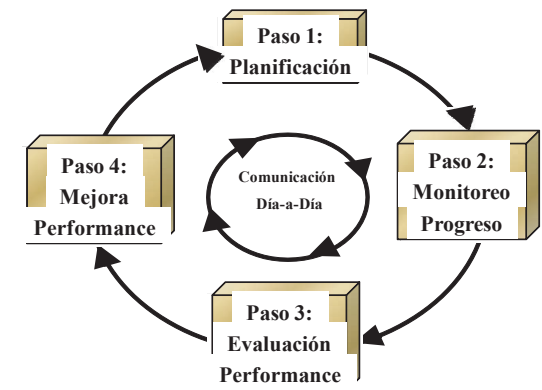 Paso 1:
Planificación
Paso 2:
Monitoreo
Progreso
Paso 3:
Evaluación
Performance
Paso 4:
Mejora
Performance
Comunicación
Día-a-Día